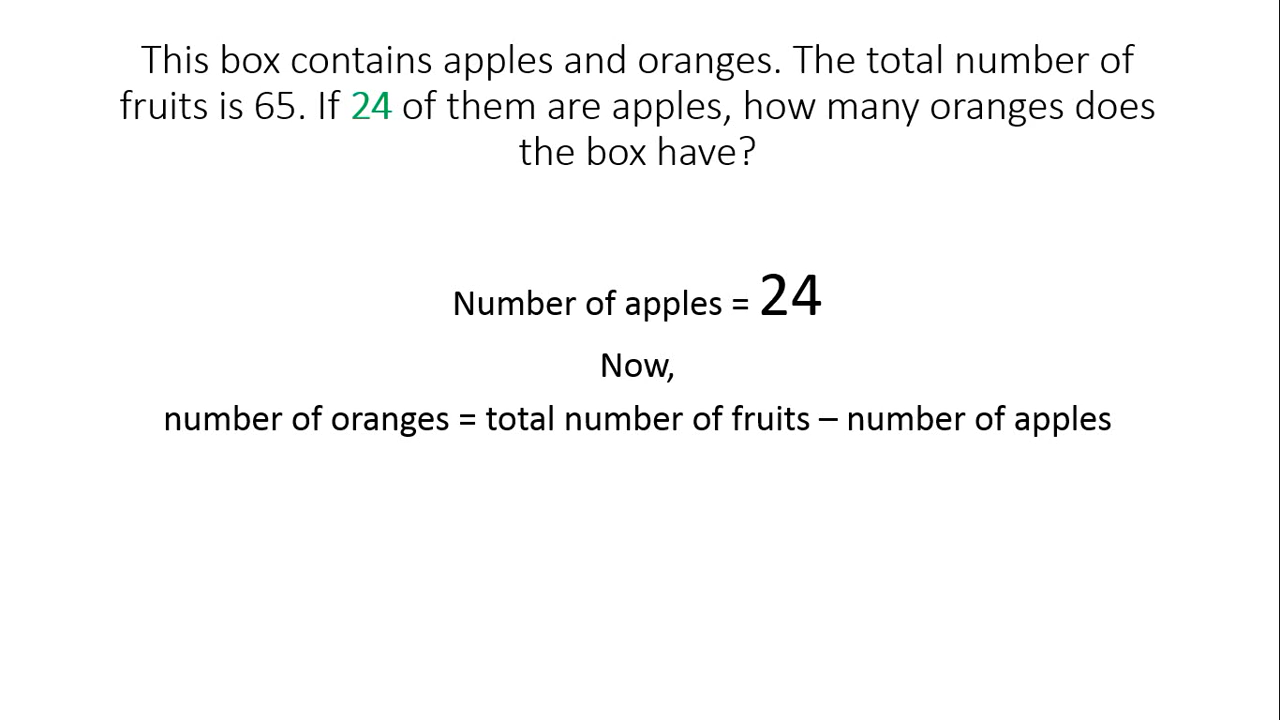 This box contains apples and oranges. The total number of
fruits is 65. If 24 of them are apples, how many oranges does
the box have?
Number of apples = 24
Now,
number of oranges = total number of fruits – number of apples